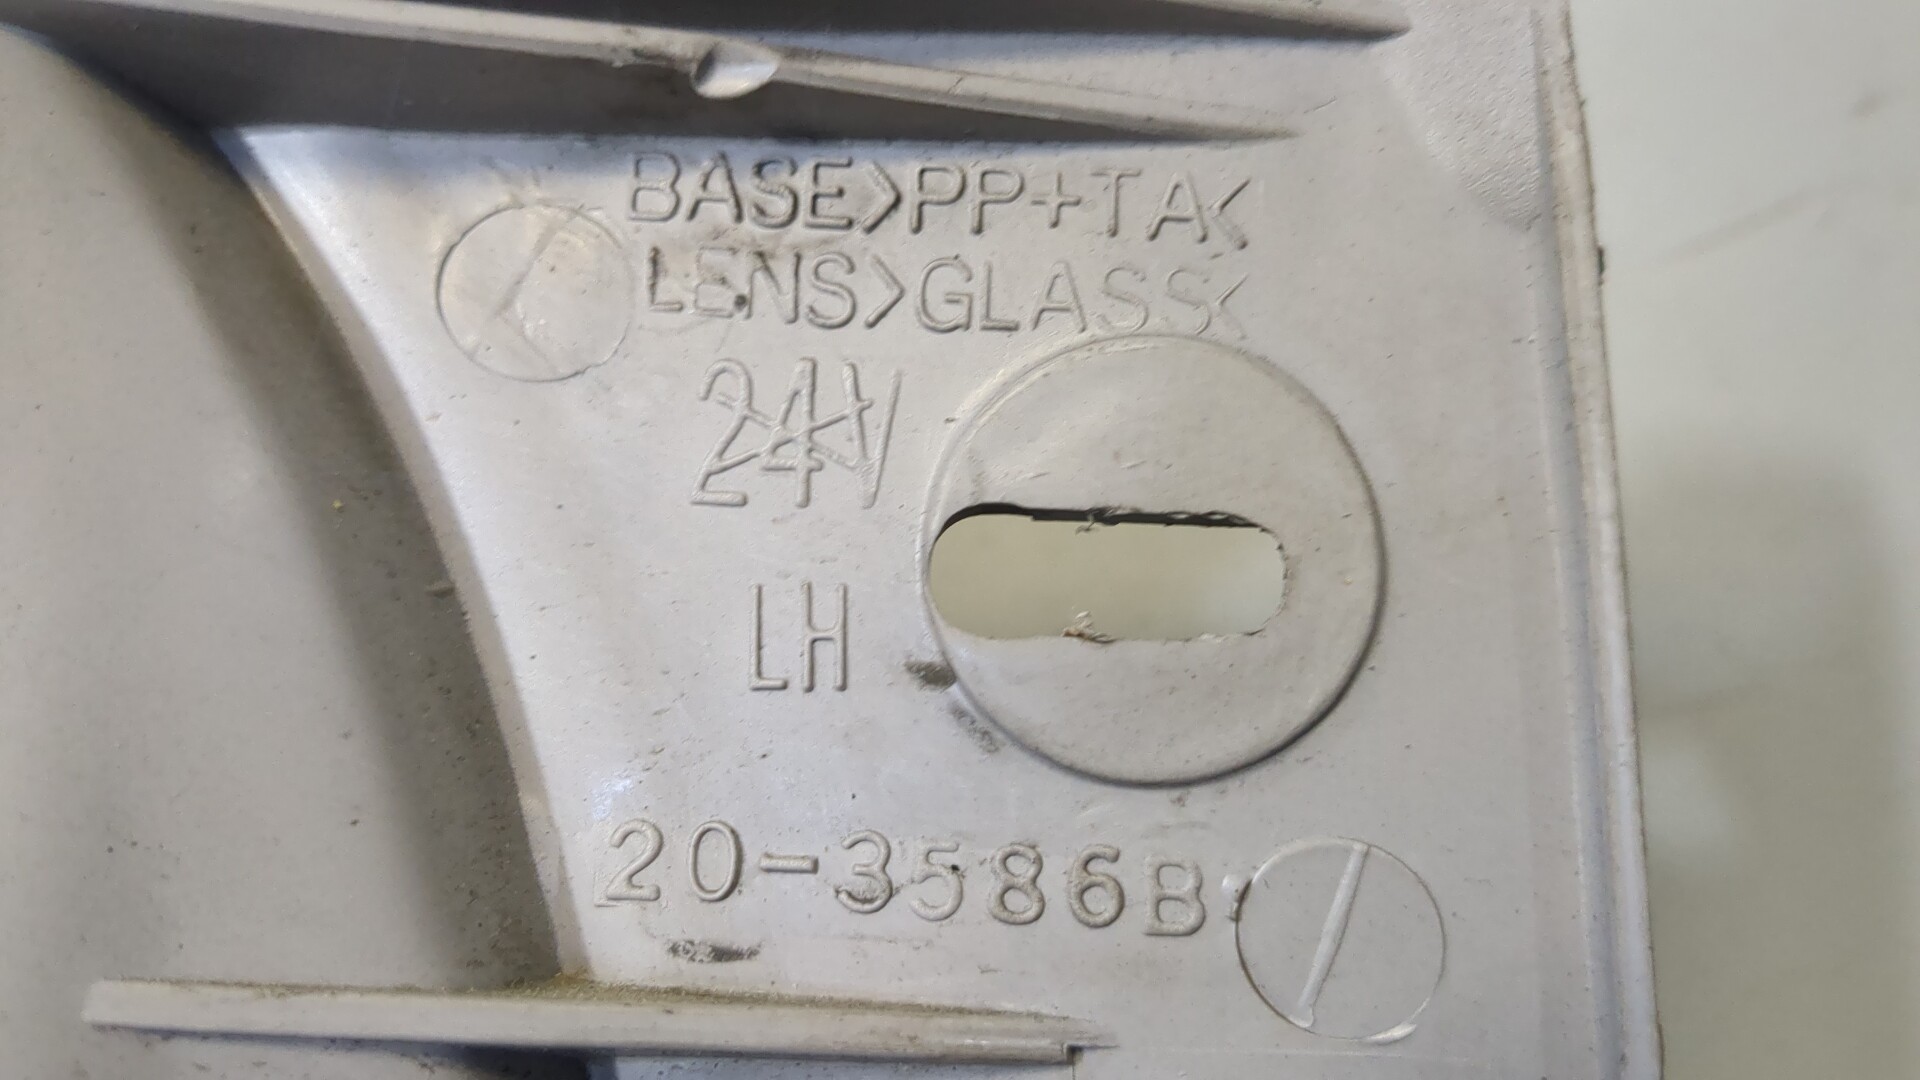 BASE>PP+TA<
LENS>GLASS<
24V
LH
20-3586B